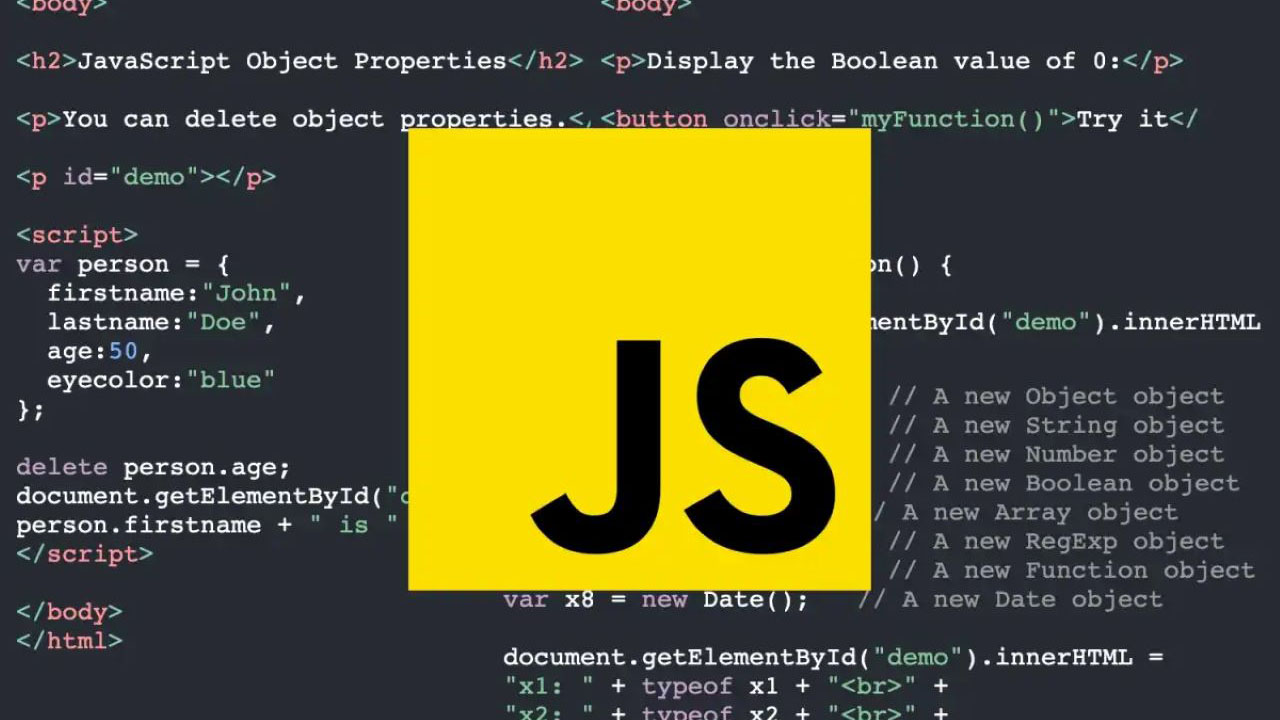 <body>
<h2>JavaScript Object Properties</h2>
<p>You can delete object properties.<
<p id="demo"></p>
<script>
var person = {
firstname:"John",
lastname:"Doe",
age:50,
eyecolor:"blue"
};
delete person.age;
document.getElementById("
person.firstname + " is "
</script>
</body>
</html>
<body>
<p>Display the Boolean value of 0:</p>
<button onclick="myFunction()">Try it</
on() {
mentById("demo").innerHTML
// A new Object object
// A new String object
// A new Number object
// A new Boolean object
/ A new Array object
// A new RegExp object
// A new Function object
var x8 = new Date(); // A new Date object
document.getElementById("demo").innerHTML =
"x1: " + typeof x1 + "<br>" +
"x2: " + typeof x2 + "<br>" +
JS